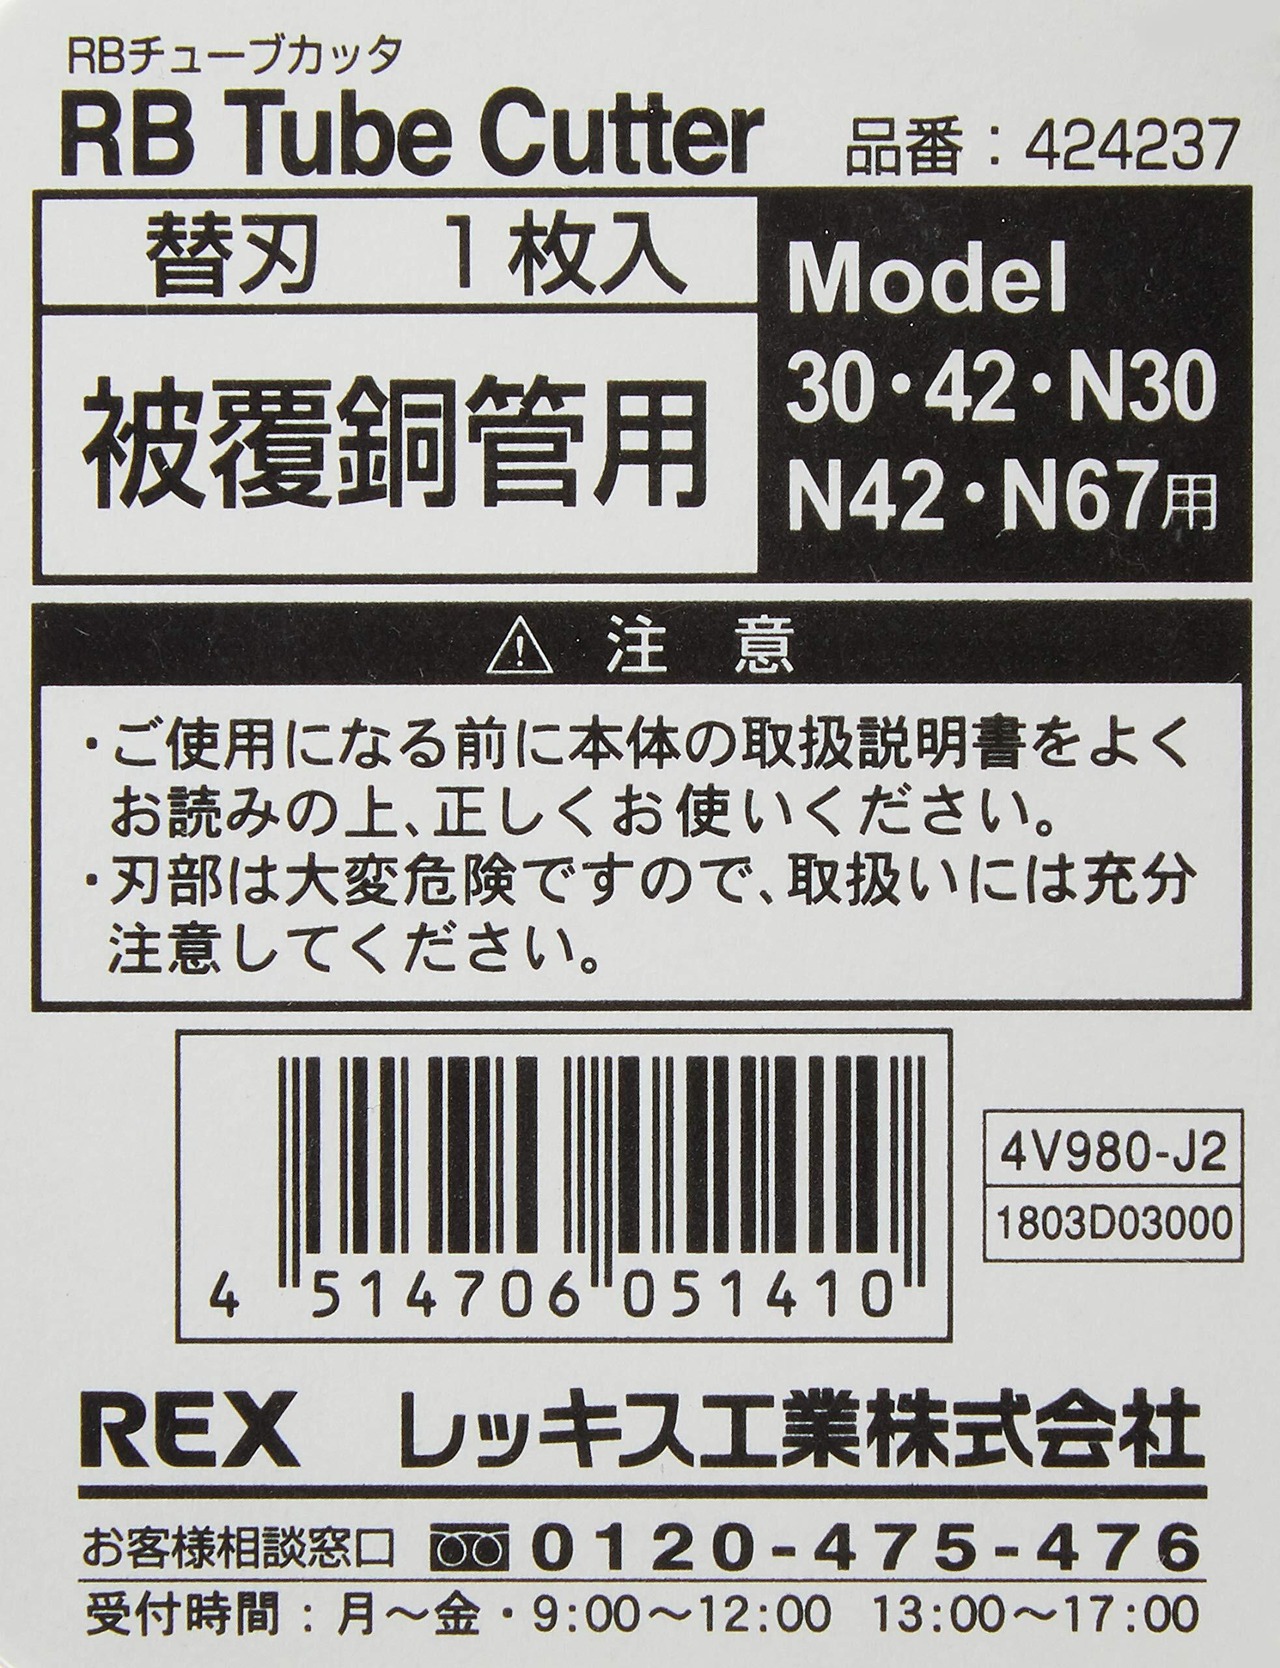 RBチューブカッタ
RB Tube Cutter 品番：424237
替刃 1枚入
被覆銅管用
Model
30・42・N30
N42・N67用
⚠ 注 意
・ご使用になる前に本体の取扱説明書をよく
お読みの上、正しくお使いください。
・刃部は大変危険ですので、取扱いには充分
注意してください。
4 514706 051410
4V980-J2
1803D03000
REX レッキス工業株式会社
お客様相談窓口 0120-475-476
受付時間：月～金・9:00～12:00 13:00～17:00